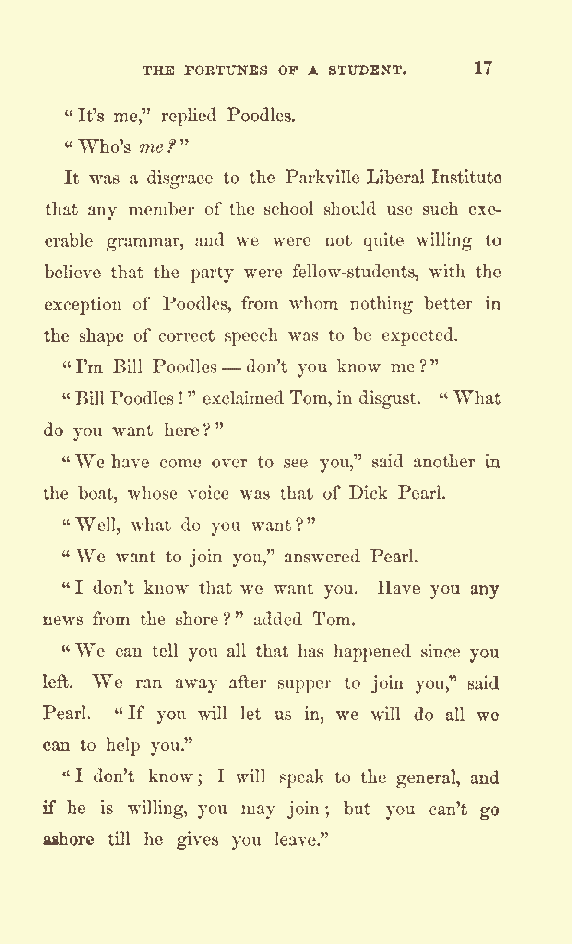 THE FORTUNES OF A STUDENT. 17
“It’s me,” replied Poodles.
“Who’s me?”
It was a disgrace to the Parkville Liberal Institute
that any member of the school should use such exe-
crable grammar, and we were not quite willing to
believe that the party were fellow-students, with the
exception of Poodles, from whom nothing better in
the shape of correct speech was to be expected.
“I’m Bill Poodles — don’t you know me?”
“Bill Poodles!” exclaimed Tom, in disgust. “What
do you want here?”
“We have come over to see you,” said another in
the boat, whose voice was that of Dick Pearl.
“Well, what do you want?”
“We want to join you,” answered Pearl.
“I don’t know that we want you. Have you any
news from the shore?” added Tom.
“We can tell you all that has happened since you
left. We ran away after supper to join you,” said
Pearl. “If you will let us in, we will do all we
can to help you.”
“I don’t know; I will speak to the general, and
if he is willing, you may join; but you can’t go
ashore till he gives you leave.”